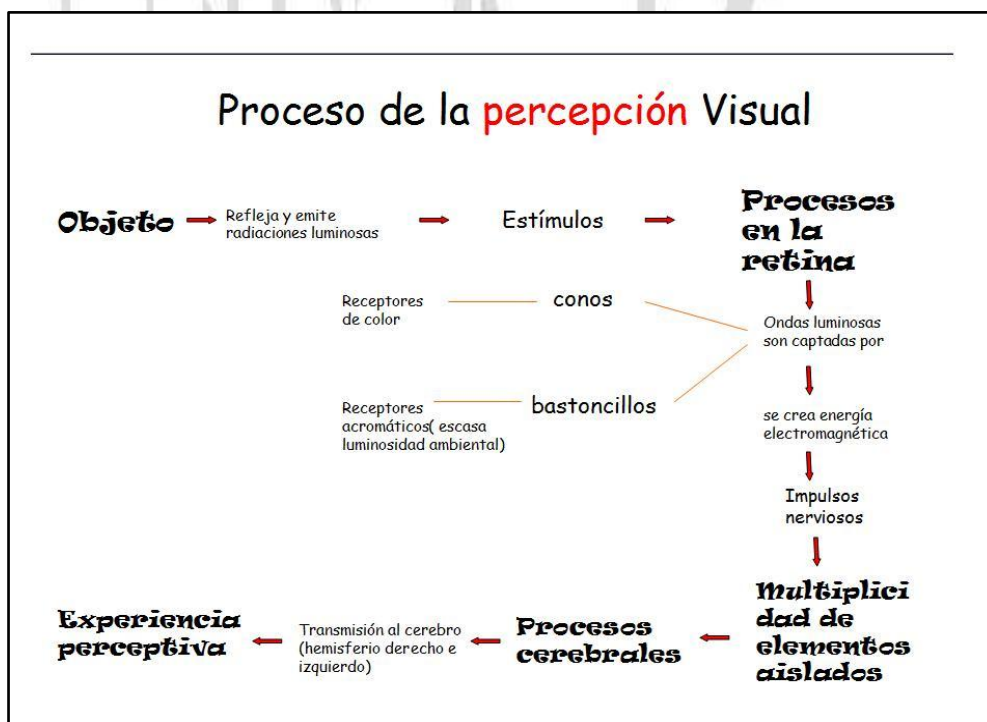 Proceso de la percepción Visual
Objeto
Refleja y emite
radiaciones luminosas
Estímulos
Procesos
en la
retina
Receptores
de color
conos
Ondas luminosas
son captadas por
Receptores
acromáticos( escasa
luminosidad ambiental)
bastoncillos
se crea energía
electromagnética
Impulsos
nerviosos
Multiplici
dad de
elementos
aislados
Procesos
cerebrales
Transmisión al cerebro
(hemisferio derecho e
izquierdo)
Experiencia
perceptiva